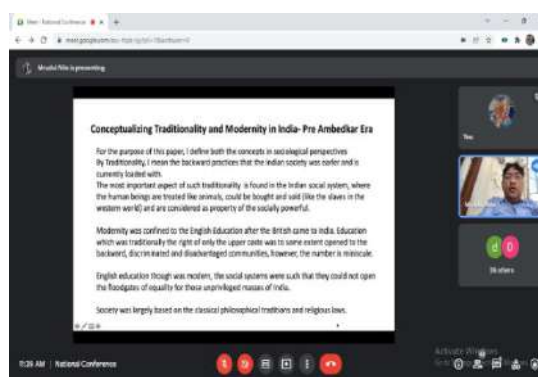 Meet - National Conference
is presenting
Conceptualizing Traditionality and Modernity in India- Pre Ambedkar Era
For the purpose of this paper, I define both the concepts in sociological perspectives
By Traditionality, I mean the backward practices that the Indian society was earlier and is
currently loaded with.
The most important aspect of such traditionality is found in the Indian social system, where
the human beings are treated like animals, could be bought and sold (like the slaves in the
western world) and are considered as property of the socially powerful.
Modernity was confined to the English Education after the British came to India. Education
which was traditionally the right of only the upper caste was to some extent opened to the
backward, discriminated and disadvantaged communities, however, the number is miniscule.
English education though was modern, the social systems were such that they could not open
the floodgates of equality for those unprivileged masses of India.
Society was largely based on the classical philosophical traditions and religious laws.
You
d D
others
Activate Windows
11:39 AM | National Conference